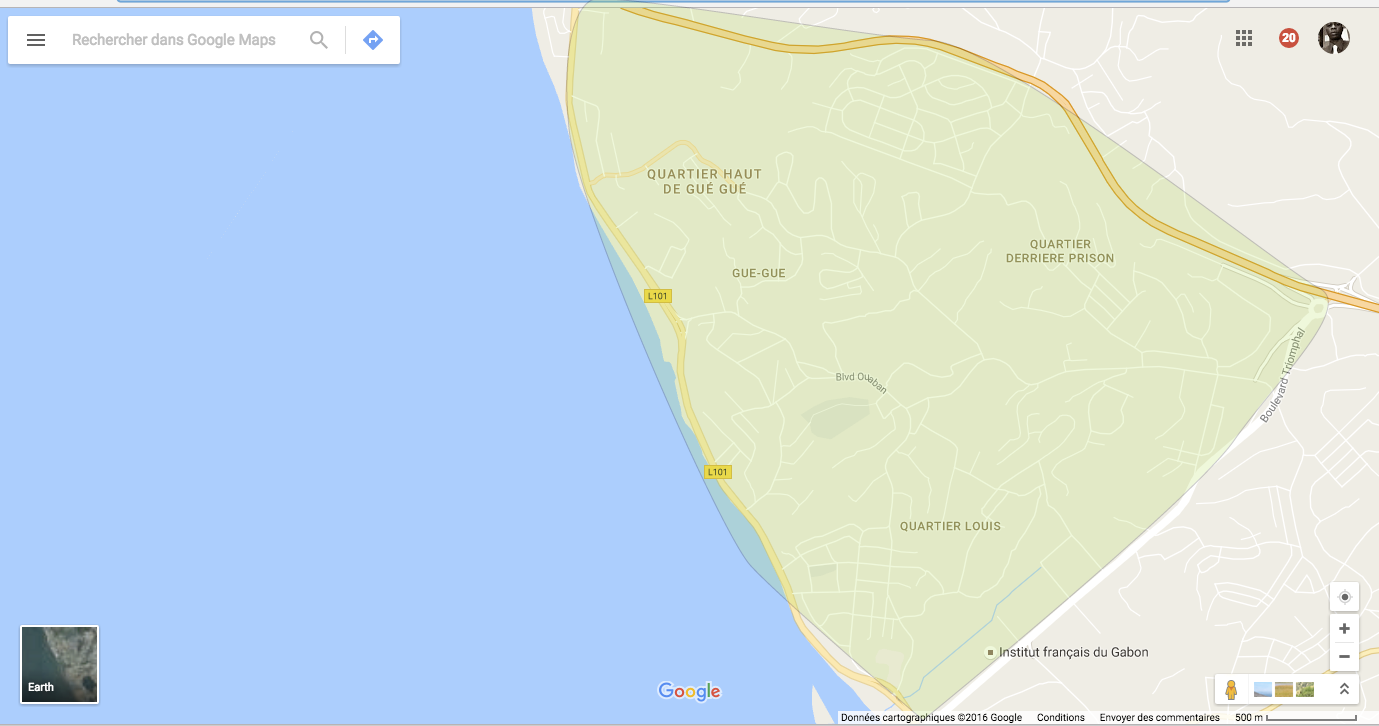 Rechercher dans Google Maps
20
QUARTIER HAUT
DE GUÉ GUÉ
QUARTIER
DERRIERE PRISON
GUE-GUE
L101
Boulevard Triomphal
Blvd Ouaban
L101
QUARTIER LOUIS
Institut français du Gabon
Earth
Google
Données cartographiques ©2016 Google Conditions Envoyer des commentaires 500 m